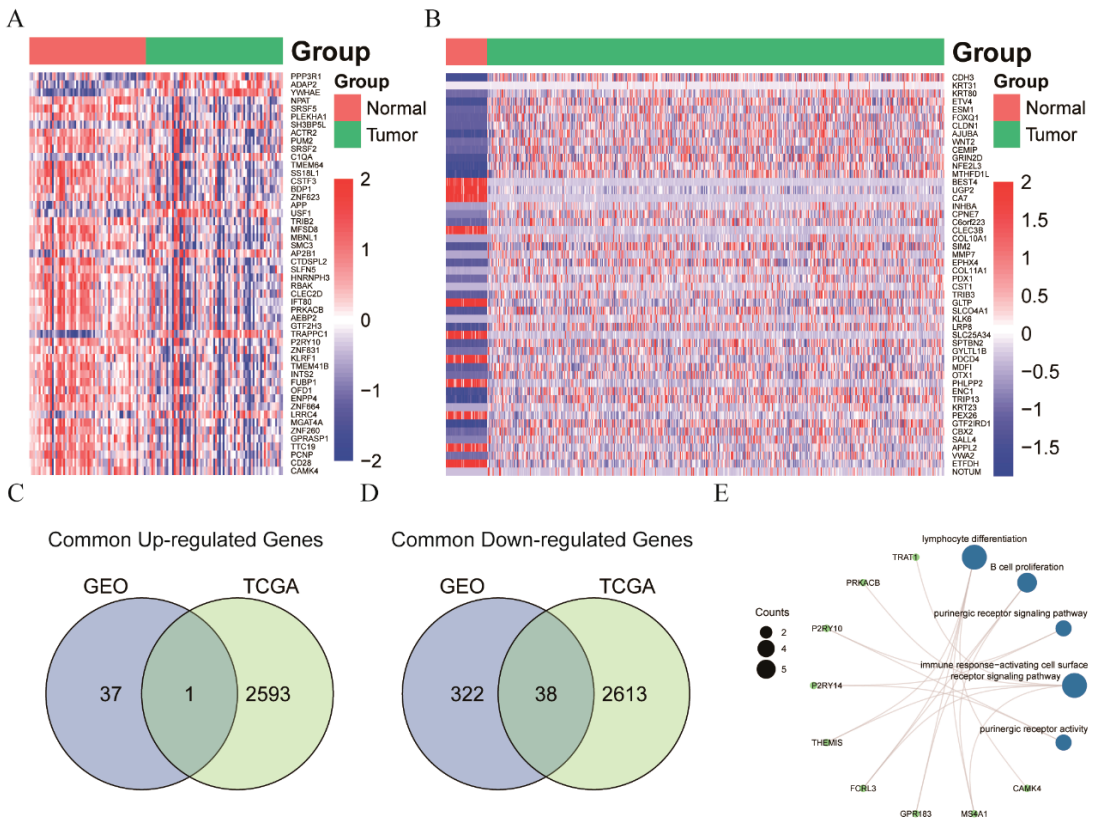 A
Group
PPP3R1
ADAP2
YWHAE
NPAT
SRSF5
PLEKHA1
SH3BP5L
ACTR2
PUM2
SRSF2
C1QA
TMEM64
SS18L1
CSTF3
BDP1
ZNF623
APP
USF1
TRIB2
MFSD8
MBNL1
SMC3
AP2B1
CTDSPL2
SLFN5
HNRNPH3
RBAK
CLEC2D
IFT80
PRKACB
AEBP2
GTF2H3
TRAPPC1
P2RY10
ZNF831
KLRF1
TMEM41B
INTS2
FUBP1
OFD1
ENPP4
ZNF664
LRRC4
MGAT4A
ZNF260
GPRASP1
TTC19
PCNP
CD28
CAMK4
Group
Normal
Tumor
2
1
0
−1
−2
B
Group
CDH3
KRT31
KRT80
ETV4
ESM1
FOXQ1
CLDN1
AJUBA
WNT2
CEMIP
GRIN2D
NFE2L3
MTHFD1L
BEST4
UGP2
CA7
INHBA
CPNE7
C6orf223
CLEC3B
COL10A1
SIM2
MMP7
EPHX4
COL11A1
PDX1
CST1
TRIB3
GLTP
SLCO4A1
KLK6
LRP8
SLC25A34
SPTBN2
GYLTL1B
PDCD4
MDFI
OTX1
PHLPP2
ENC1
TRIP13
KRT23
PEX26
GTF2IRD1
CBX2
SALL4
APPL2
VWA2
ETFDH
NOTUM
Group
Normal
Tumor
2
1.5
1
0.5
0
−0.5
−1
−1.5
C
Common Up-regulated Genes
GEO
TCGA
37
1
2593
D
Common Down-regulated Genes
GEO
TCGA
322
38
2613
E
Counts
2
4
5
lymphocyte differentiation
B cell proliferation
purinergic receptor signaling pathway
immune response−activating cell surface
receptor signaling pathway
purinergic receptor activity
CAMK4
MS4A1
GPR183
FCRL3
THEMIS
P2RY14
P2RY10
PRKACB
TRAT1